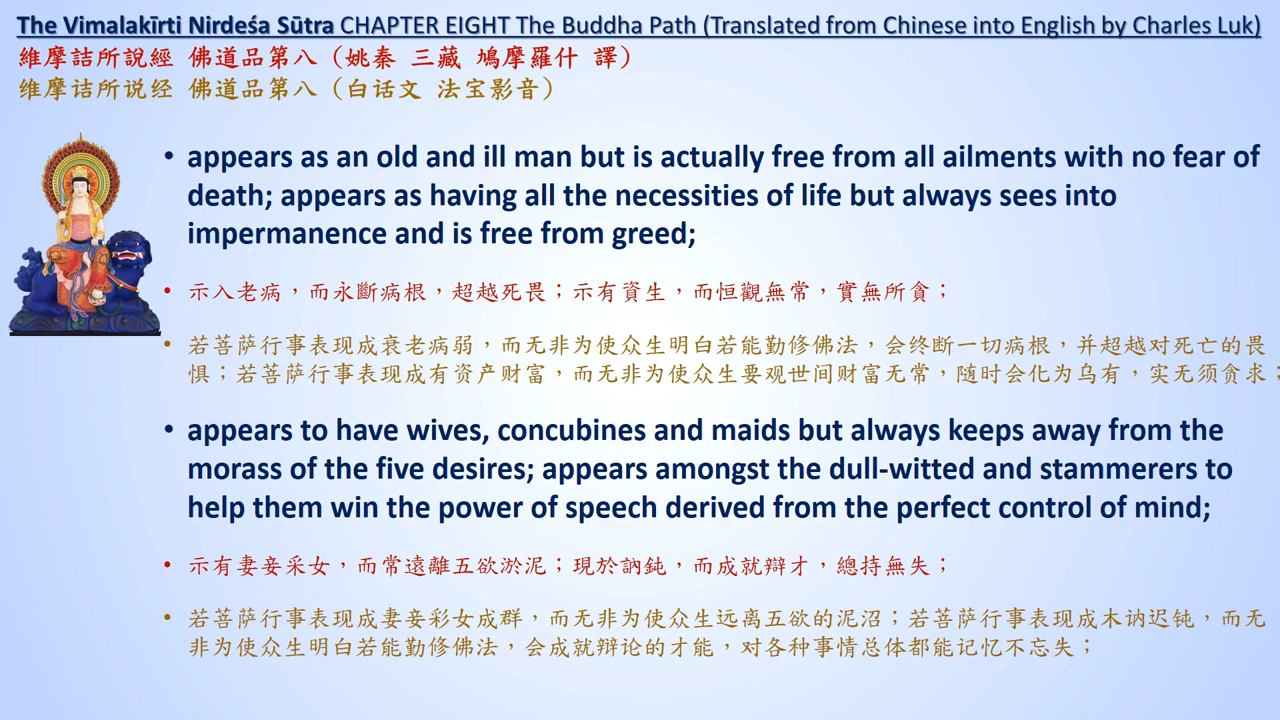 The Vimalakīrti Nirdeśa Sūtra CHAPTER EIGHT The Buddha Path (Translated from Chinese into English by Charles Luk)
維摩詰所說經 佛道品第八（姚秦 三藏 鳩摩羅什 譯）
维摩诘所说经 佛道品第八（白话文 法宝影音）
• appears as an old and ill man but is actually free from all ailments with no fear of
death; appears as having all the necessities of life but always sees into
impermanence and is free from greed;
• 示入老病，而永斷病根，超越死畏；示有資生，而恒觀無常，實無所貪；
• 若菩萨行事表现成衰老病弱，而无非为使众生明白若能勤修佛法，会终断一切病根，并超越对死亡的畏
惧；若菩萨行事表现成有资产财富，而无非为使众生要观世间财富无常，随时会化为乌有，实无须贪求；
• appears to have wives, concubines and maids but always keeps away from the
morass of the five desires; appears amongst the dull-witted and stammerers to
help them win the power of speech derived from the perfect control of mind;
• 示有妻妾采女，而常遠離五欲淤泥；現於訥鈍，而成就辯才，總持無失；
• 若菩萨行事表现成妻妾彩女成群，而无非为使众生远离五欲的泥沼；若菩萨行事表现成木讷迟钝，而无
非为使众生明白若能勤修佛法，会成就辩论的才能，对各种事情总体都能记忆不忘失；